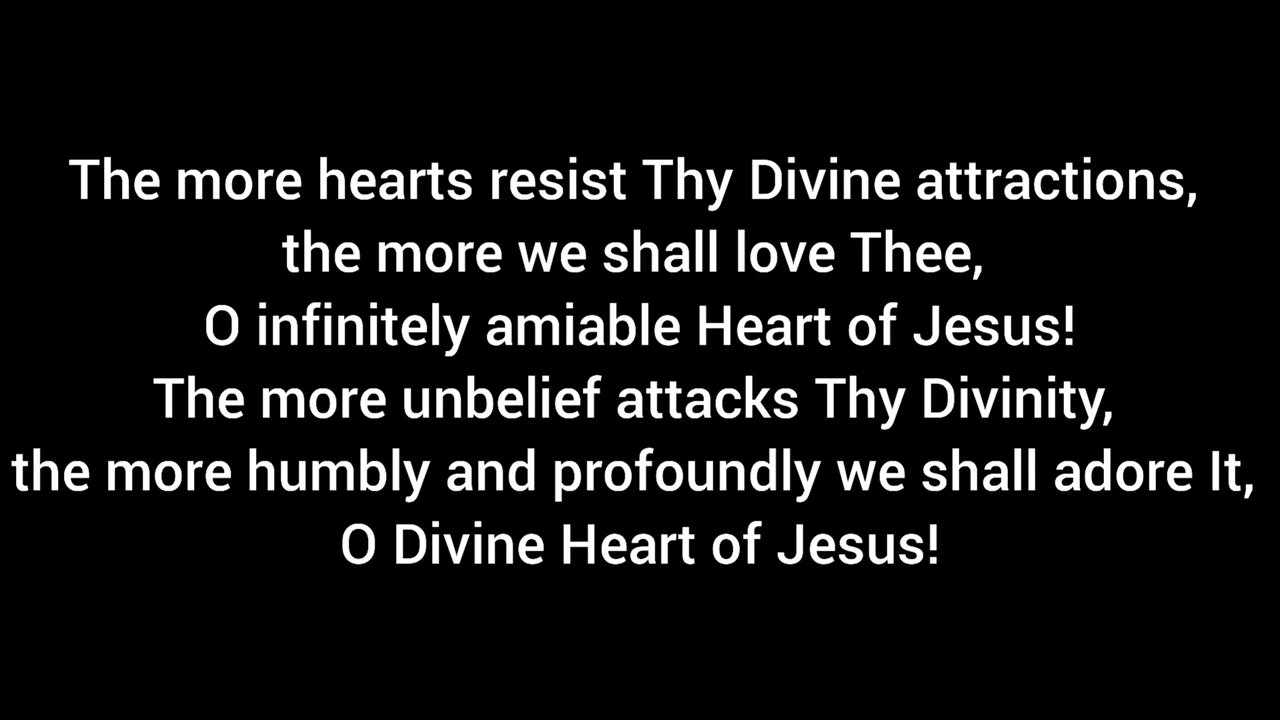 The more hearts resist Thy Divine attractions,
the more we shall love Thee,
O infinitely amiable Heart of Jesus!
The more unbelief attacks Thy Divinity,
the more humbly and profoundly we shall adore It,
O Divine Heart of Jesus!